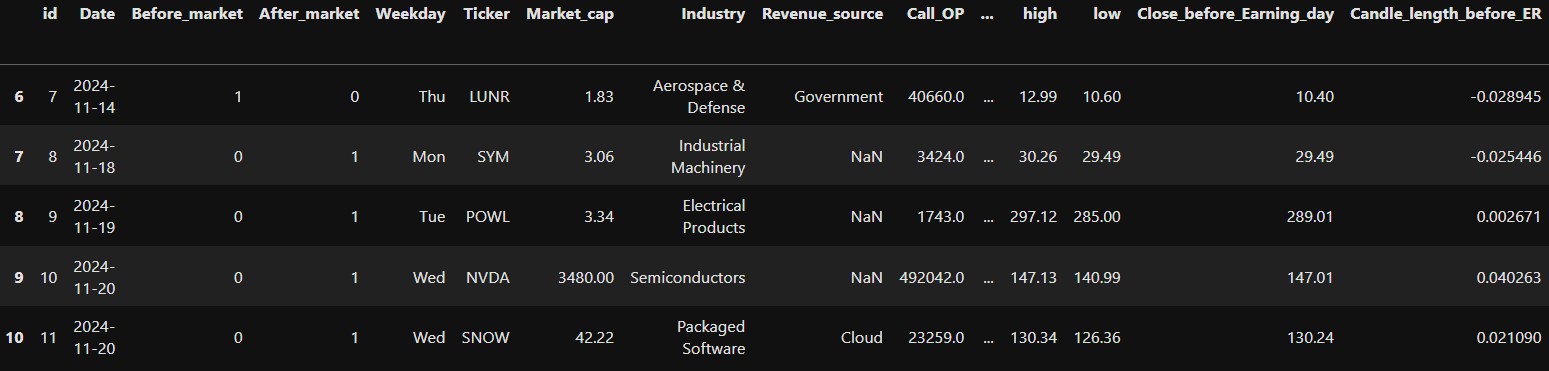 id Date Before_market After_market Weekday Ticker Market_cap Industry Revenue_source Call_OP ... high low Close_before_Earning_day Candle_length_before_ER
6 7 2024-11-14 1 0 Thu LUNR 1.83 Aerospace & Defense Government 40660.0 ... 12.99 10.60 10.40 -0.028945
7 8 2024-11-18 0 1 Mon SYM 3.06 Industrial Machinery NaN 3424.0 ... 30.26 29.49 29.49 -0.025446
8 9 2024-11-19 0 1 Tue POWL 3.34 Electrical Products NaN 1743.0 ... 297.12 285.00 289.01 0.002671
9 10 2024-11-20 0 1 Wed NVDA 3480.00 Semiconductors NaN 492042.0 ... 147.13 140.99 147.01 0.040263
10 11 2024-11-20 0 1 Wed SNOW 42.22 Packaged Software Cloud 23259.0 ... 130.34 126.36 130.24 0.021090